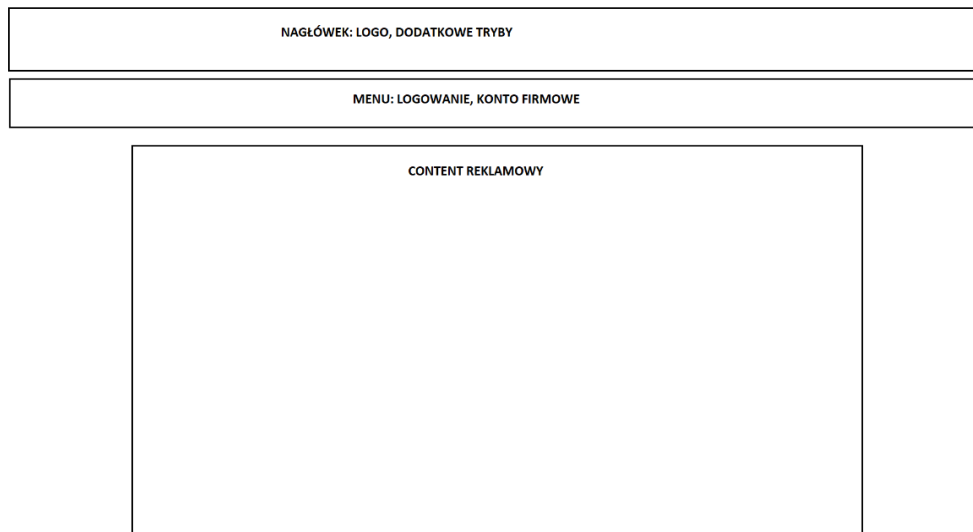 NAGŁÓWEK: LOGO, DODATKOWE TRYBY
MENU: LOGOWANIE, KONTO FIRMOWE
CONTENT REKLAMOWY